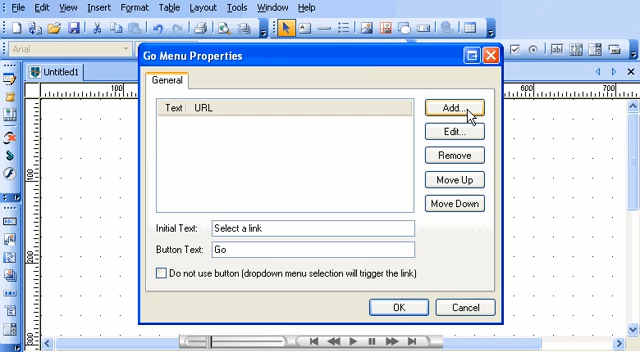 File Edit View Insert Format Table Layout Tools Window Help
Arial
Untitled1
100
500
600
700
Go Menu Properties
General
Text URL
Add...
Edit...
Remove
Move Up
Move Down
Initial Text: Select a link
Button Text: Go
Do not use button (dropdown menu selection will trigger the link)
OK Cancel
100
200
300